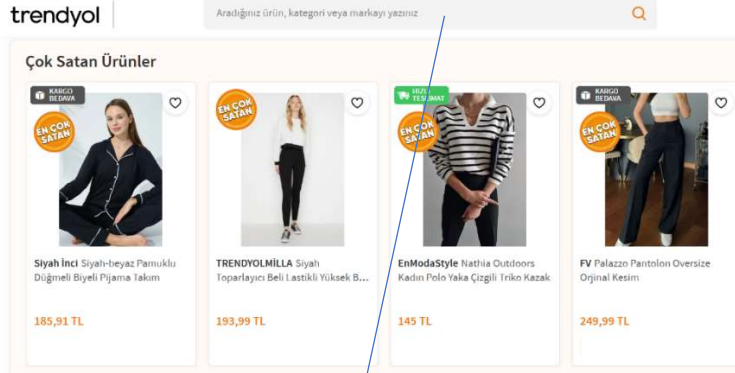 trendyol
Aradığınız ürün, kategori veya markayı yazınız
Çok Satan Ürünler
KARGO
BEDAVA
EN ÇOK
SATAN
Siyah İnci Siyah-beyaz Pamuklu
Düğmeli Biyeli Pijama Takım
185,91 TL
EN ÇOK
SATAN
TRENDYOLMİLLA Siyah
Toparlayıcı Beli Lastikli Yüksek B...
193,99 TL
HIZLI
TESLİMAT
EN ÇOK
SATAN
EnModaStyle Nathia Outdoors
Kadın Polo Yaka Çizgili Triko Kazak
145 TL
KARGO
BEDAVA
EN ÇOK
SATAN
FV Palazzo Pantolon Oversize
Orjinal Kesim
249,99 TL